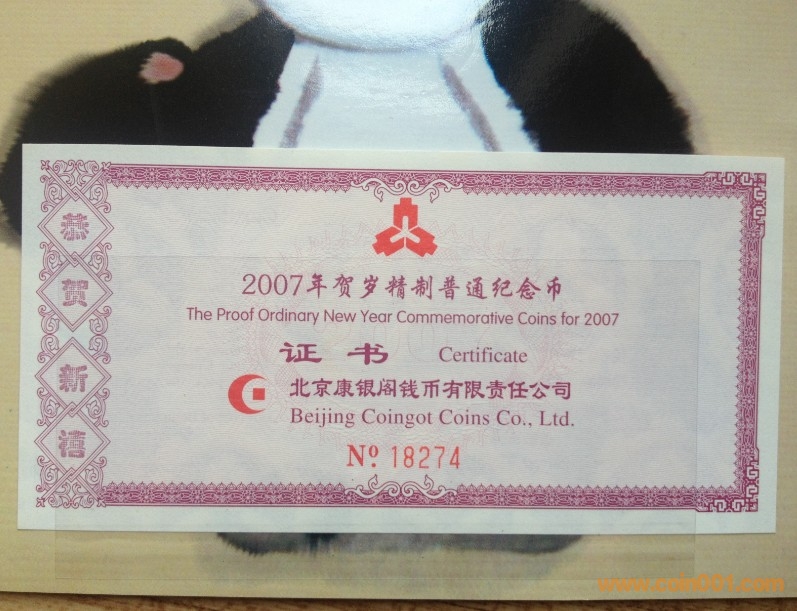 恭贺新禧
2007年贺岁精制普通纪念币
The Proof Ordinary New Year Commemorative Coins for 2007
证书 Certificate
北京康银阁钱币有限责任公司
Beijing Coingot Coins Co., Ltd.
Nº 18274
www.coin001.com